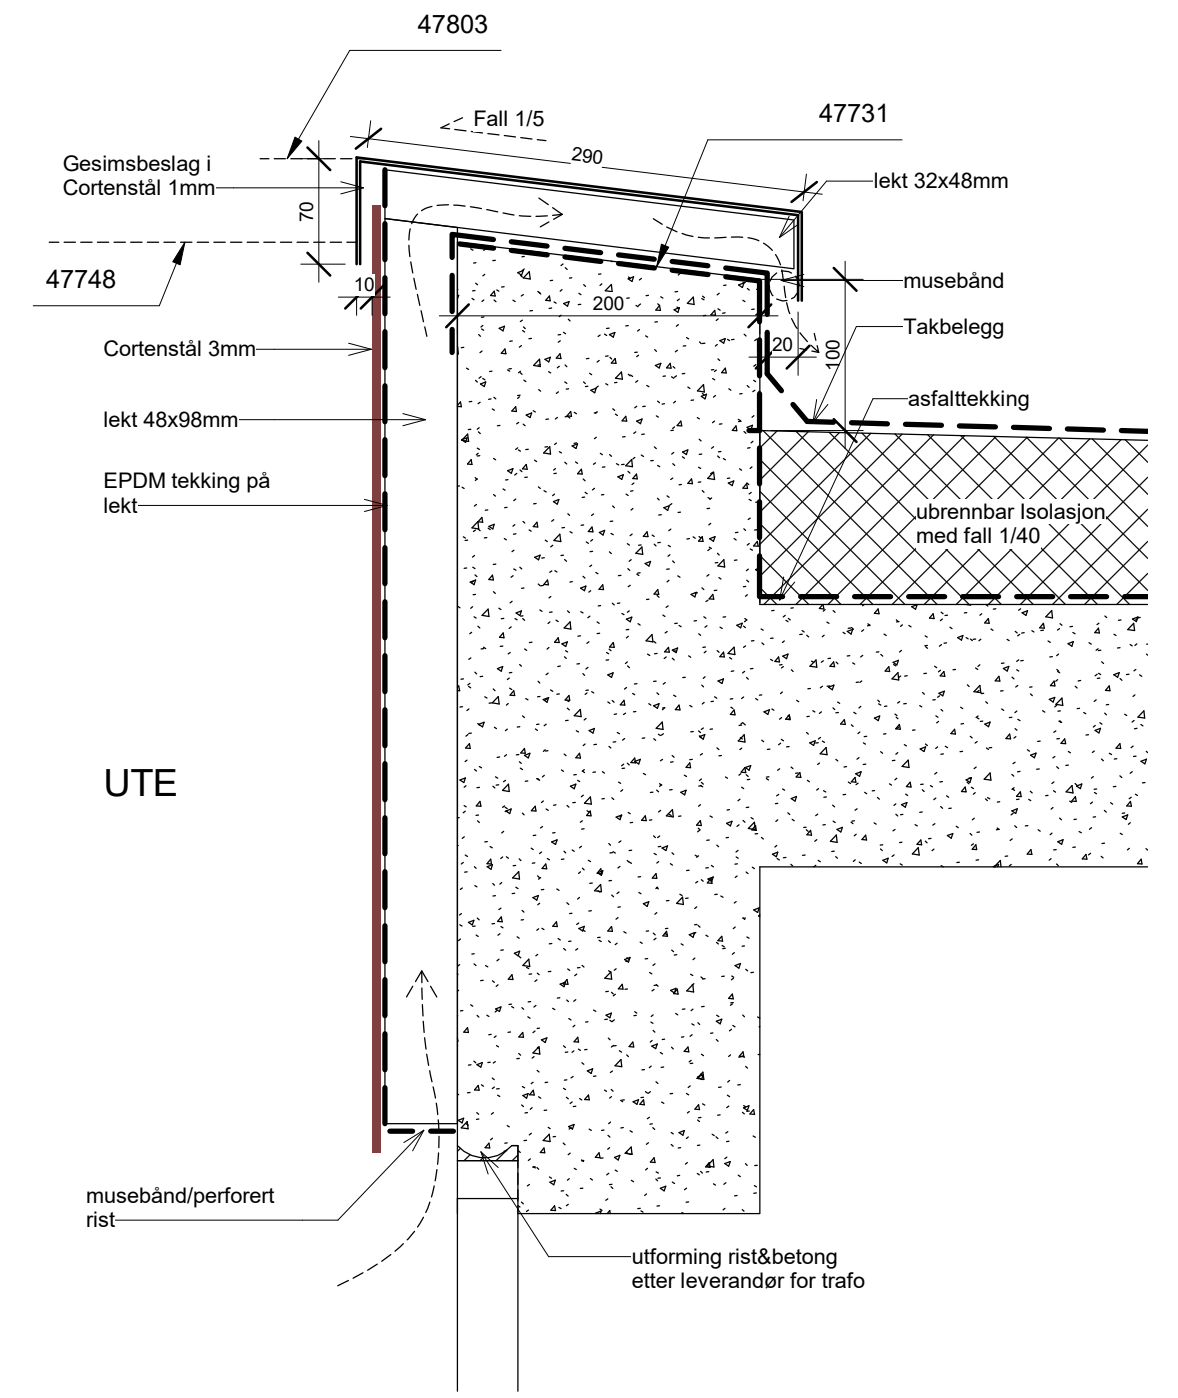 47803
Fall 1/5
47731
290
Gesimsbeslag i
Cortenstål 1mm
lekt 32x48mm
70
47748
10
musebånd
200
Takbelegg
20
100
Cortenstål 3mm
asfalttekking
lekt 48x98mm
EPDM tekking på
lekt
ubrennbar Isolasjon
med fall 1/40
UTE
musebånd/perforert
rist
utforming rist&betong
etter leverandør for trafo